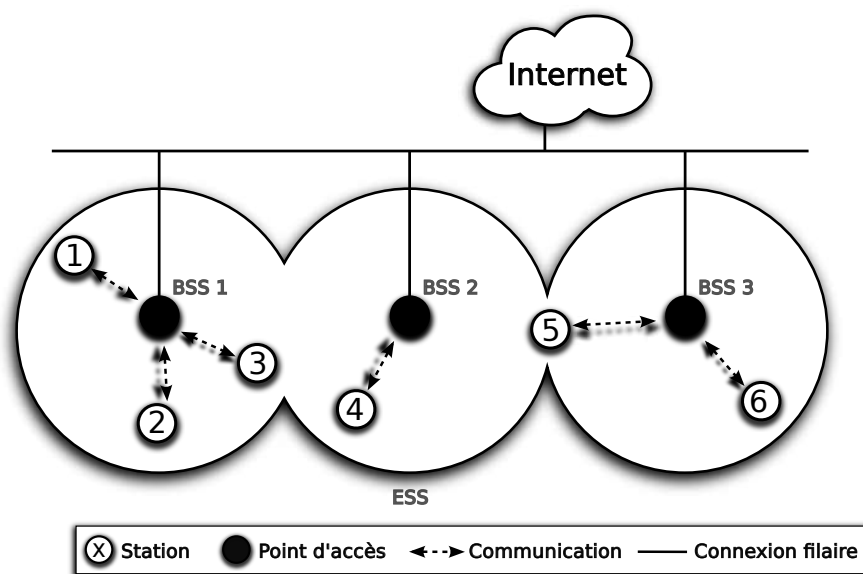 Internet
BSS 1
BSS 2
BSS 3
1
2
3
4
5
6
ESS
X Station Point d'accès Communication Connexion filaire